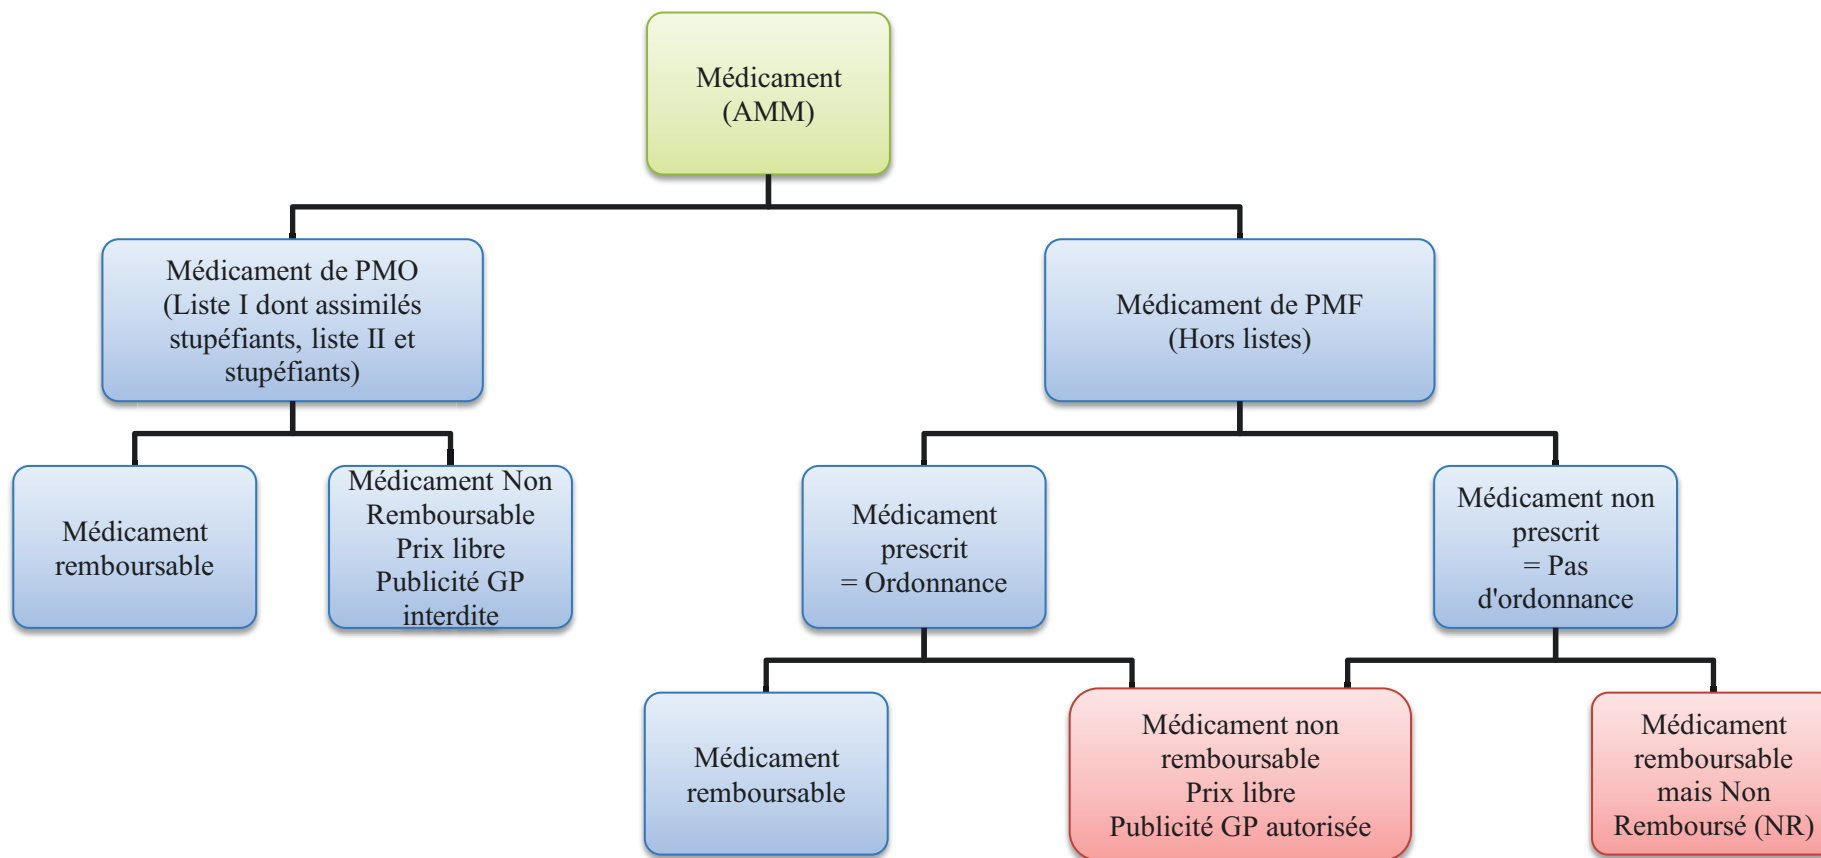 Médicament
(AMM)
Médicament de PMO
(Liste I dont assimilés
stupéfiants, liste II et
stupéfiants)
Médicament de PMF
(Hors listes)
Médicament
remboursable
Médicament Non
Remboursable
Prix libre
Publicité GP
interdite
Médicament
prescrit
= Ordonnance
Médicament non
prescrit
= Pas
d'ordonnance
Médicament
remboursable
Médicament non
remboursable
Prix libre
Publicité GP autorisée
Médicament
remboursable
mais Non
Remboursé (NR)